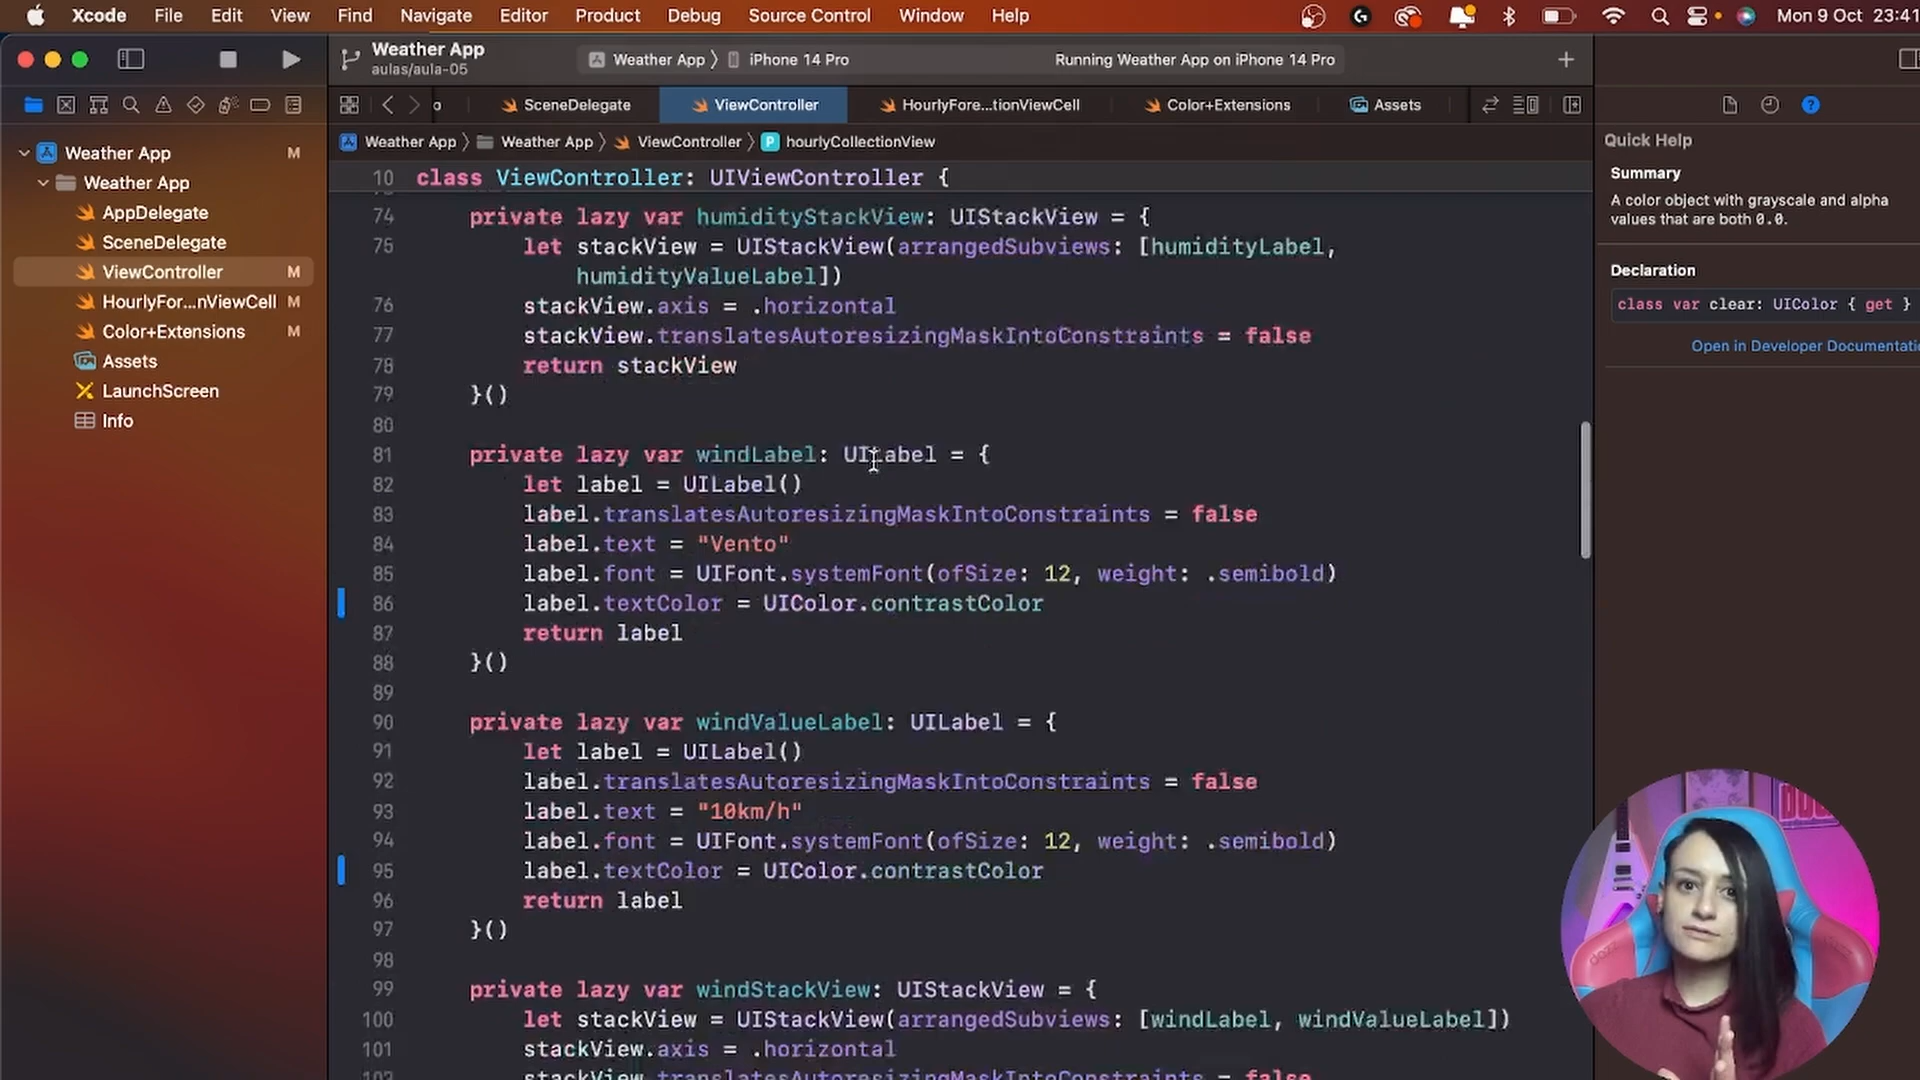 Xcode File Edit View Find Navigate Editor Product Debug Source Control Window Help Mon 9 Oct 23:41
Weather App
aulas/aula-05
Weather App iPhone 14 Pro Running Weather App on iPhone 14 Pro
SceneDelegate ViewController HourlyFore...tionViewCell Color+Extensions Assets
Weather App Weather App ViewController P hourlyCollectionView
Weather App M
Weather App
AppDelegate
SceneDelegate
ViewController M
HourlyFor...nViewCell M
Color+Extensions M
Assets
LaunchScreen
Info
10 class ViewController: UIViewController {
74 private lazy var humidityStackView: UIStackView = {
75 let stackView = UIStackView(arrangedSubviews: [humidityLabel,
humidityValueLabel])
76 stackView.axis = .horizontal
77 stackView.translatesAutoresizingMaskIntoConstraints = false
78 return stackView
79 }()
80
81 private lazy var windLabel: UILabel = {
82 let label = UILabel()
83 label.translatesAutoresizingMaskIntoConstraints = false
84 label.text = "Vento"
85 label.font = UIFont.systemFont(ofSize: 12, weight: .semibold)
86 label.textColor = UIColor.contrastColor
87 return label
88 }()
89
90 private lazy var windValueLabel: UILabel = {
91 let label = UILabel()
92 label.translatesAutoresizingMaskIntoConstraints = false
93 label.text = "10km/h"
94 label.font = UIFont.systemFont(ofSize: 12, weight: .semibold)
95 label.textColor = UIColor.contrastColor
96 return label
97 }()
98
99 private lazy var windStackView: UIStackView = {
100 let stackView = UIStackView(arrangedSubviews: [windLabel, windValueLabel])
101 stackView.axis = .horizontal
stackView.translatesAutoresizingMaskIntoConstraints = false
Quick Help
Summary
A color object with grayscale and alpha
values that are both 0.0.
Declaration
class var clear: UIColor { get }
Open in Developer